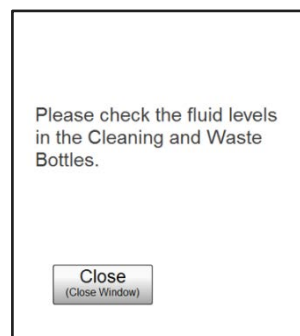 Please check the fluid levels
in the Cleaning and Waste
Bottles.
Close
(Close Window)